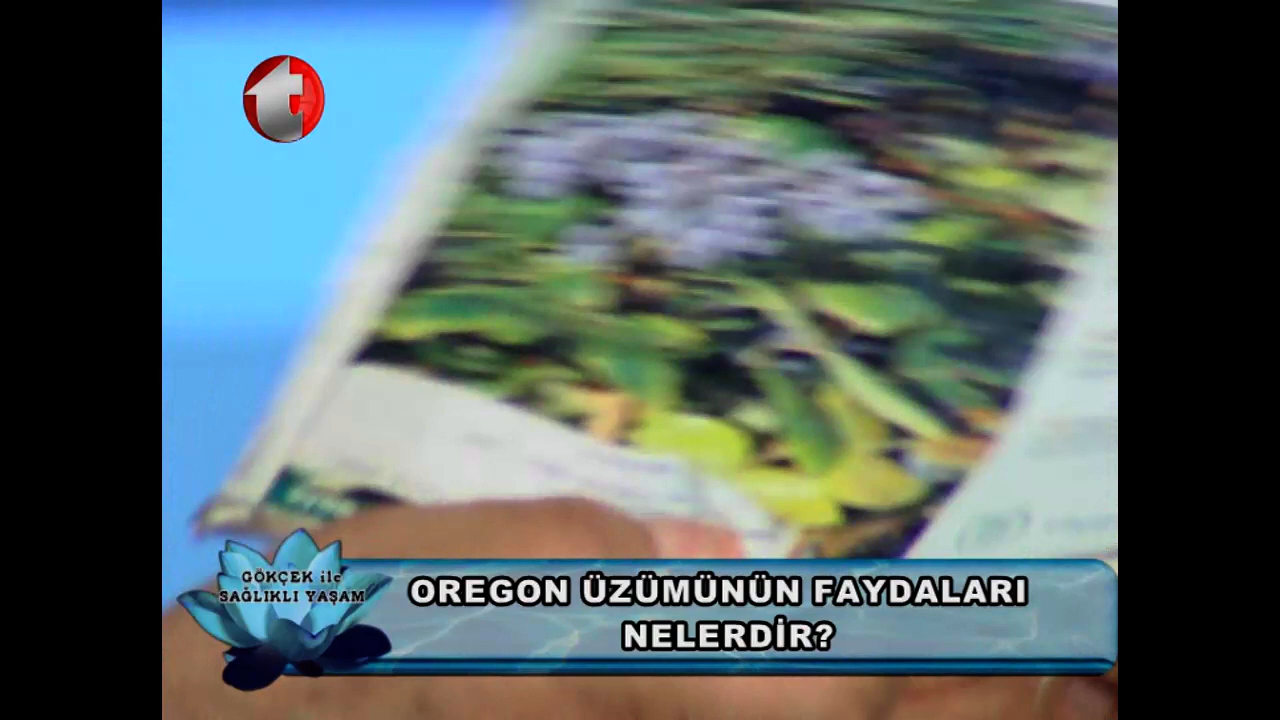 t
GÖKÇEK ile
SAĞLIKLI YAŞAM
OREGON ÜZÜMÜNÜN FAYDALARI
NELERDİR?